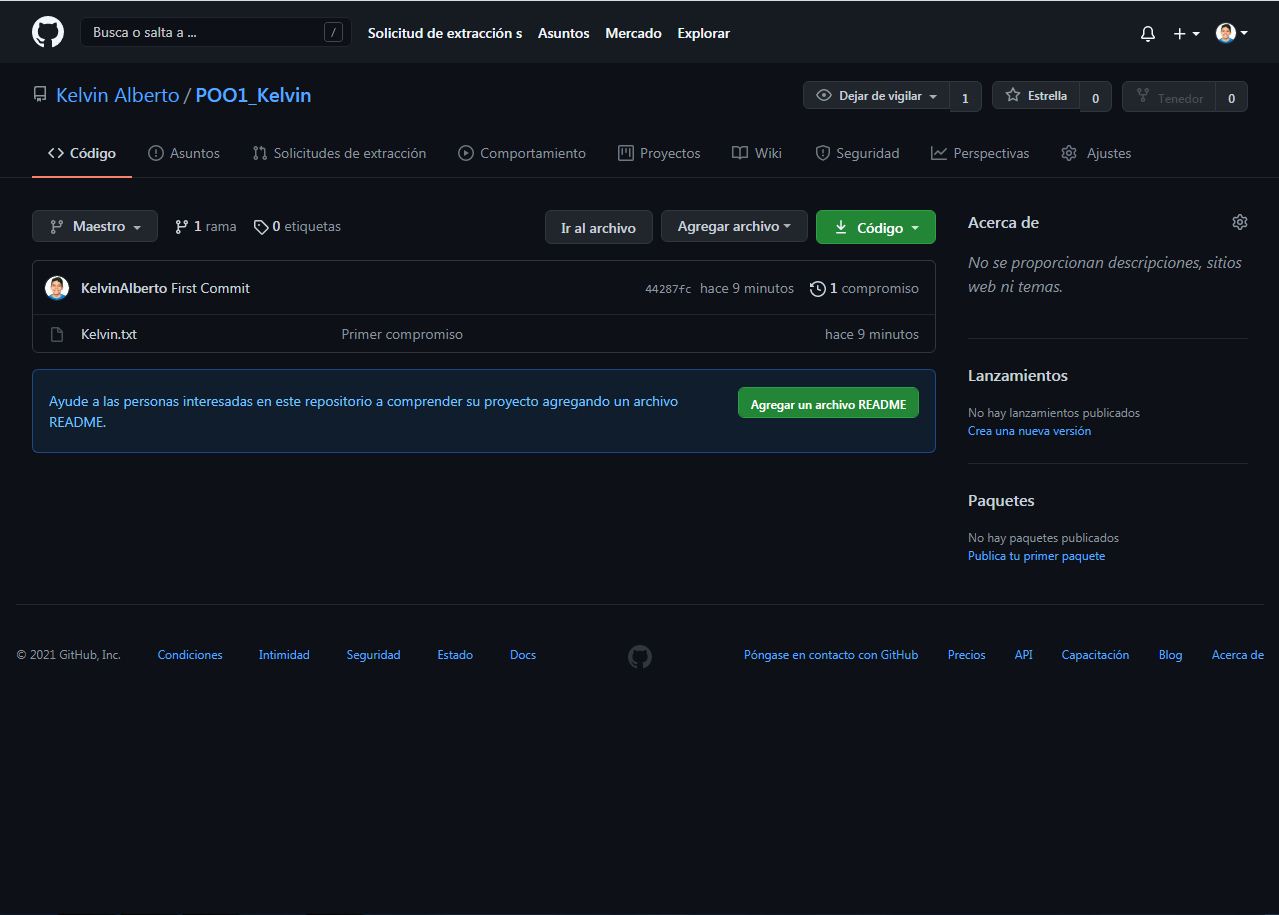 Busca o salta a ... /
Solicitud de extracción s Asuntos Mercado Explorar
Kelvin Alberto / POO1_Kelvin
Dejar de vigilar 1 Estrella 0 Tenedor 0
Código Asuntos Solicitudes de extracción Comportamiento Proyectos Wiki Seguridad Perspectivas Ajustes
Maestro 1 rama 0 etiquetas Ir al archivo Agregar archivo Código
KelvinAlberto First Commit 44287fc hace 9 minutos 1 compromiso
Kelvin.txt Primer compromiso hace 9 minutos
Ayude a las personas interesadas en este repositorio a comprender su proyecto agregando un archivo
README.
Agregar un archivo README
Acerca de
No se proporcionan descripciones, sitios
web ni temas.
Lanzamientos
No hay lanzamientos publicados
Crea una nueva versión
Paquetes
No hay paquetes publicados
Publica tu primer paquete
© 2021 GitHub, Inc. Condiciones Intimidad Seguridad Estado Docs Póngase en contacto con GitHub Precios API Capacitación Blog Acerca de